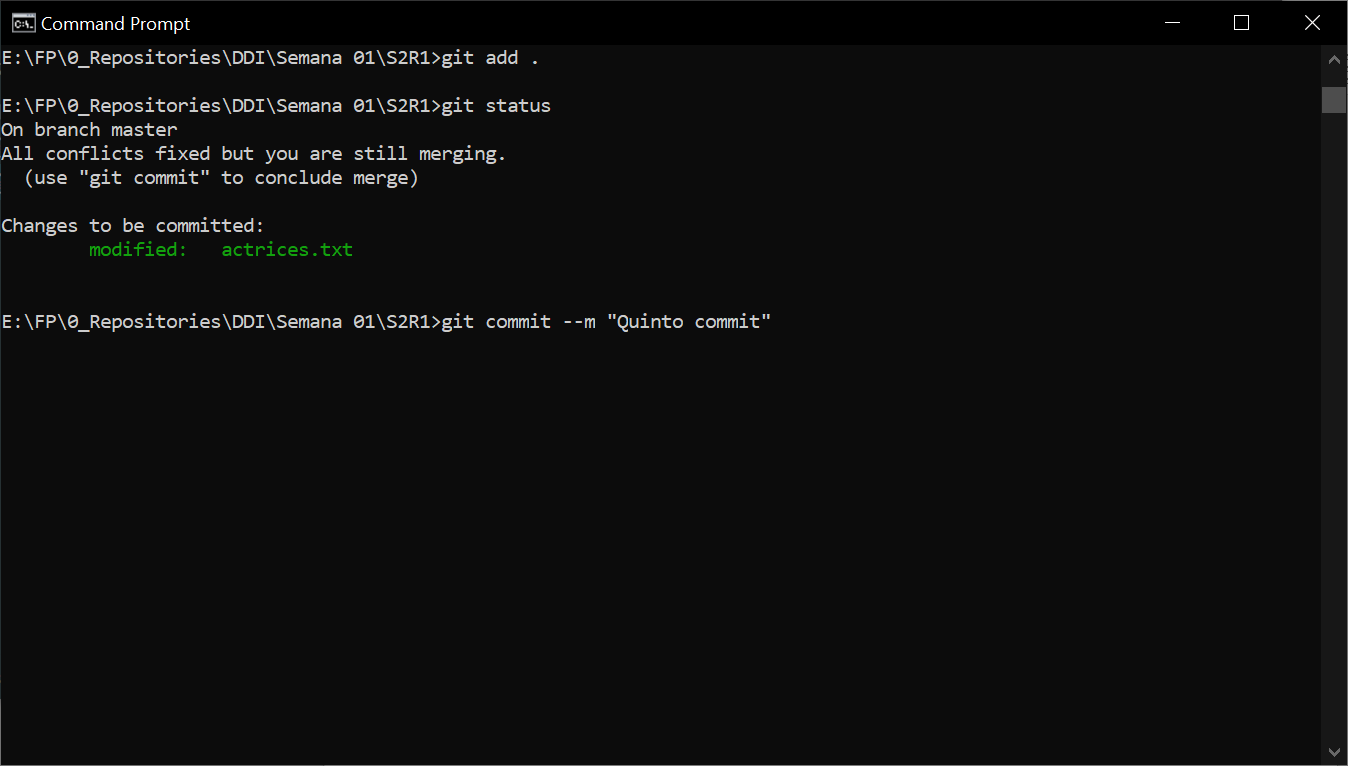 Command Prompt
E:\FP\0_Repositories\DDI\Semana 01\S2R1>git add .
E:\FP\0_Repositories\DDI\Semana 01\S2R1>git status
On branch master
All conflicts fixed but you are still merging.
  (use "git commit" to conclude merge)
Changes to be committed:
        modified:   actrices.txt
E:\FP\0_Repositories\DDI\Semana 01\S2R1>git commit --m "Quinto commit"